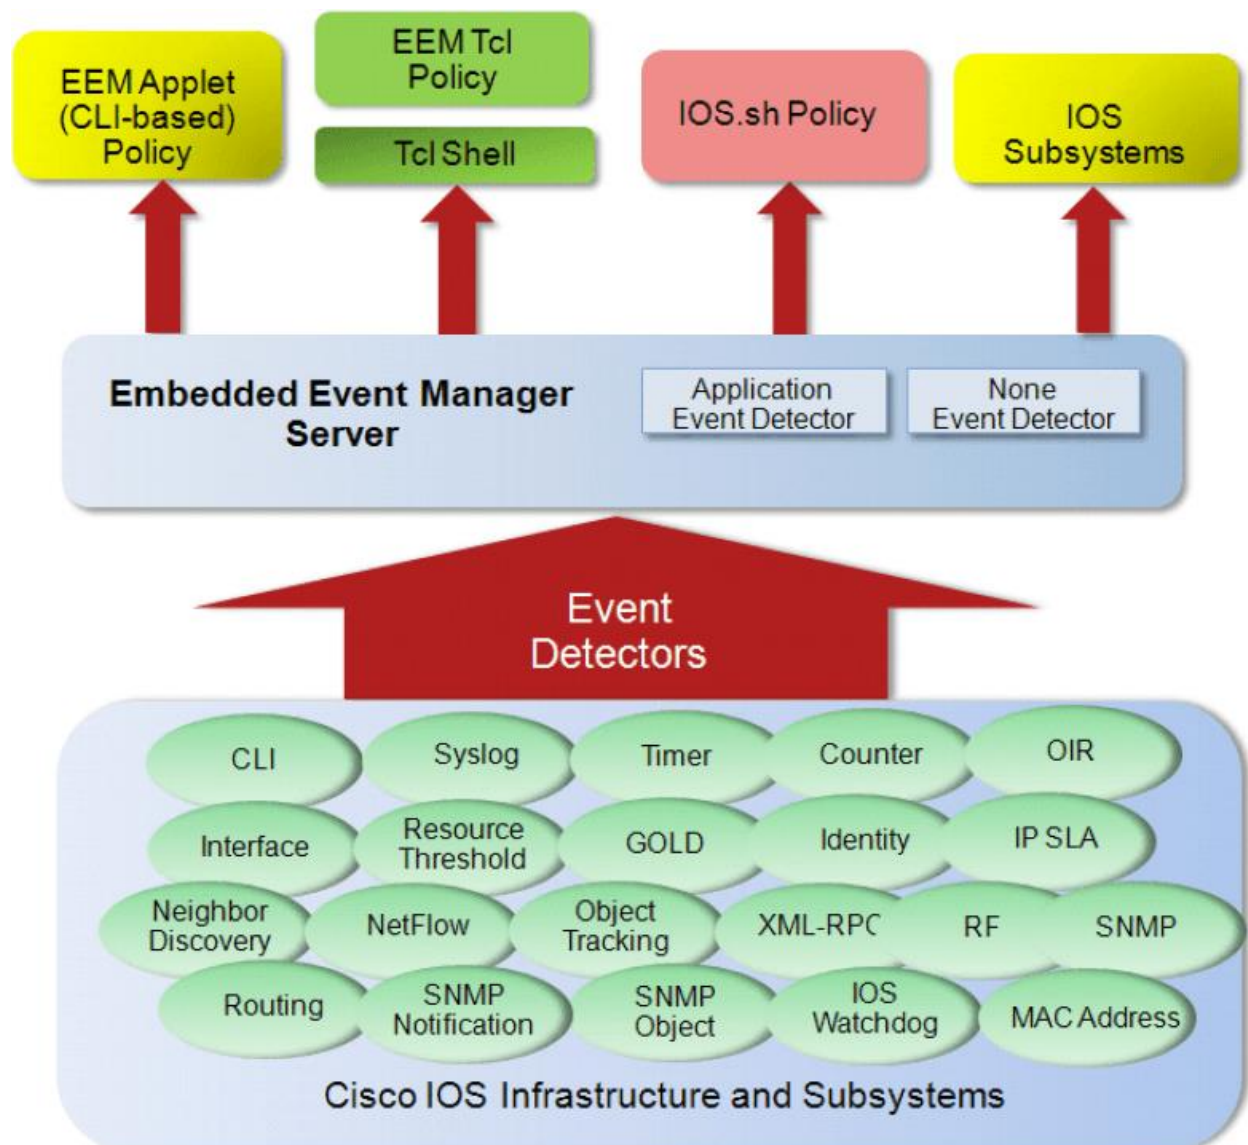 EEM Applet
(CLI-based)
Policy
EEM Tcl
Policy
Tcl Shell
IOS.sh Policy
IOS
Subsystems
Embedded Event Manager
Server
Application
Event Detector
None
Event Detector
Event
Detectors
CLI
Syslog
Timer
Counter
OIR
Interface
Resource
Threshold
GOLD
Identity
IP SLA
Neighbor
Discovery
NetFlow
Object
Tracking
XML-RPC
RF
SNMP
Routing
SNMP
Notification
SNMP
Object
IOS
Watchdog
MAC Address
Cisco IOS Infrastructure and Subsystems